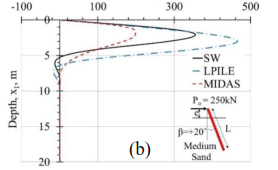 -100 0 100 200 300 400 500
0
5
10
15
20
Depth, x₁, m
SW
LPILE
MIDAS
P₀ = 250kN
β=+20°
L
Medium
Sand
(b)